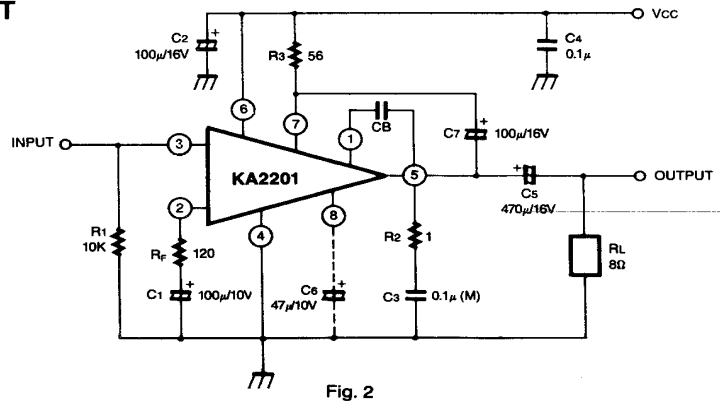 T
VCC
C2
100μ/16V
+
R3
56
C4
0.1μ
6
7
1
CB
C7
+
100μ/16V
INPUT
3
KA2201
5
+
C5
470μ/16V
OUTPUT
2
4
8
R1
10K
RF
120
C1
+
100μ/10V
C6
+
47μ/10V
R2
1
C3
0.1μ (M)
RL
8Ω
Fig. 2